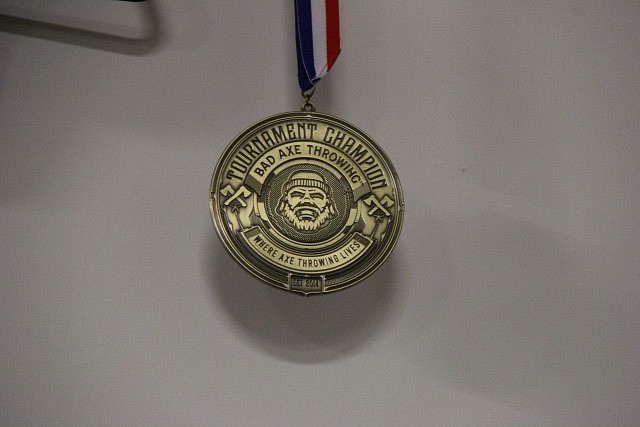 TOURNAMENT CHAMPION
BAD AXE THROWING
WHERE AXE THROWING LIVES
EST 2014